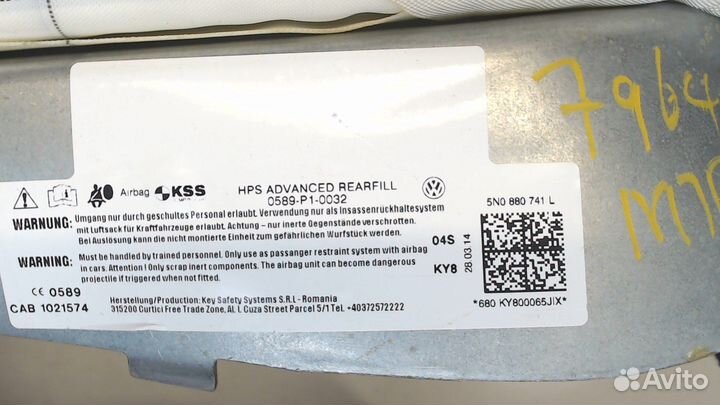 7964
Airbag KSS HPS ADVANCED REARFILL
0589-P1-0032
5N0 880 741 L
WARNUNG: Umgang nur durch geschultes Personal erlaubt. Verwendung nur als Insassenrückhaltesystem
mit Luftsack für Kraftfahrzeuge erlaubt. Achtung - nur inerte Gegenstände verschrotten.
Bei Auslösung kann die nicht montierte Einheit zum gefährlichen Wurfgeschoß werden.
04S
28 03 14
WARNING: Must be handled by trained personnel. Only use as passenger restraint system with airbag
in cars. Attention ! Only scrap inert components. The airbag unit can become dangerous
projectile if triggered when not fitted.
KY8
CE 0589
CAB 1021574
Herstellung/Production: Key Safety Systems S.R.L - Romania
315200 Curtici Free Trade Zone, Al. I. Cuza Street Parcel 5/1 Tel. +40372572222
*680 KY800065JIX*
Avito